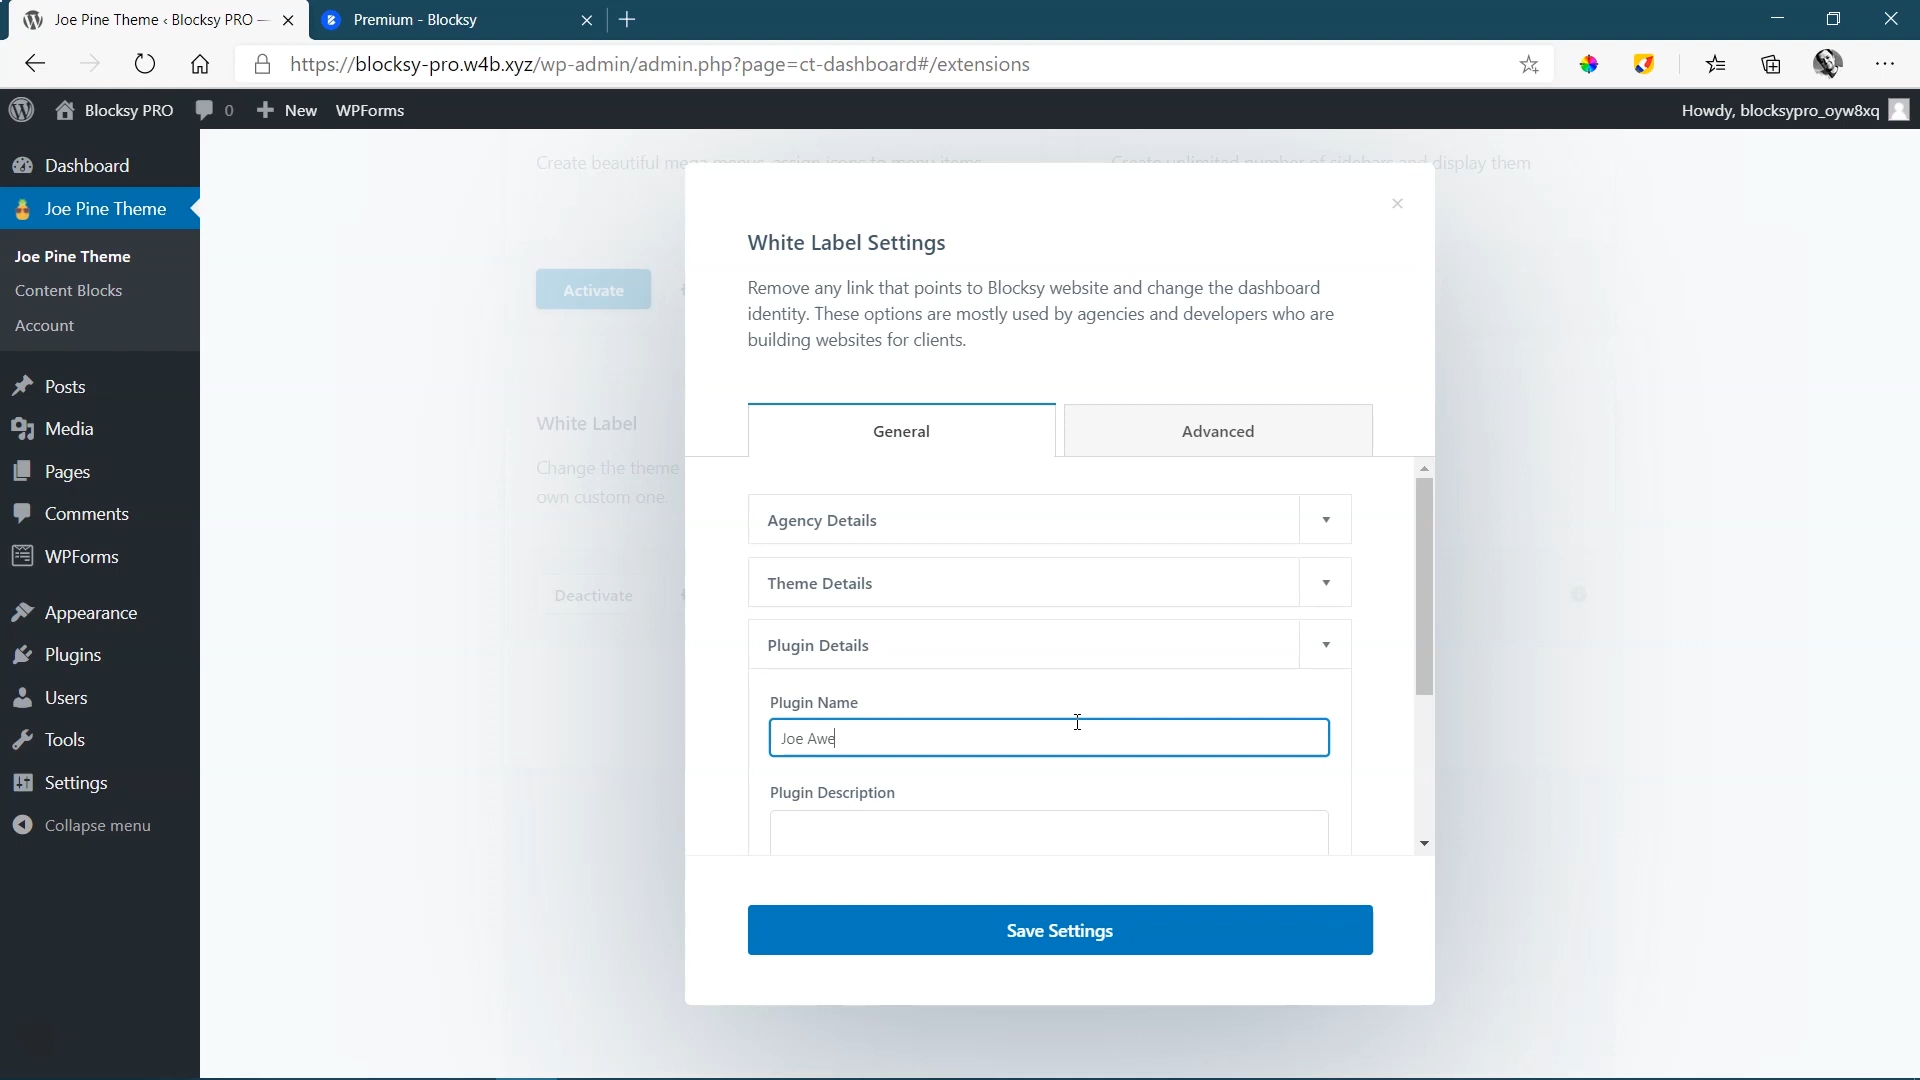 Joe Pine Theme ‹ Blocksy PRO —
Premium - Blocksy
https://blocksy-pro.w4b.xyz/wp-admin/admin.php?page=ct-dashboard#/extensions
Blocksy PRO
0
New
WPForms
Howdy, blocksypro_oyw8xq
Dashboard
Joe Pine Theme
Joe Pine Theme
Content Blocks
Account
Posts
Media
Pages
Comments
WPForms
Appearance
Plugins
Users
Tools
Settings
Collapse menu
Create beautiful mega menus, assign icons to menu items
Create unlimited number of sidebars and display them
Activate
White Label
Change the theme
own custom one.
Deactivate
White Label Settings
Remove any link that points to Blocksy website and change the dashboard
identity. These options are mostly used by agencies and developers who are
building websites for clients.
General
Advanced
Agency Details
Theme Details
Plugin Details
Plugin Name
Joe Awe
Plugin Description
Save Settings